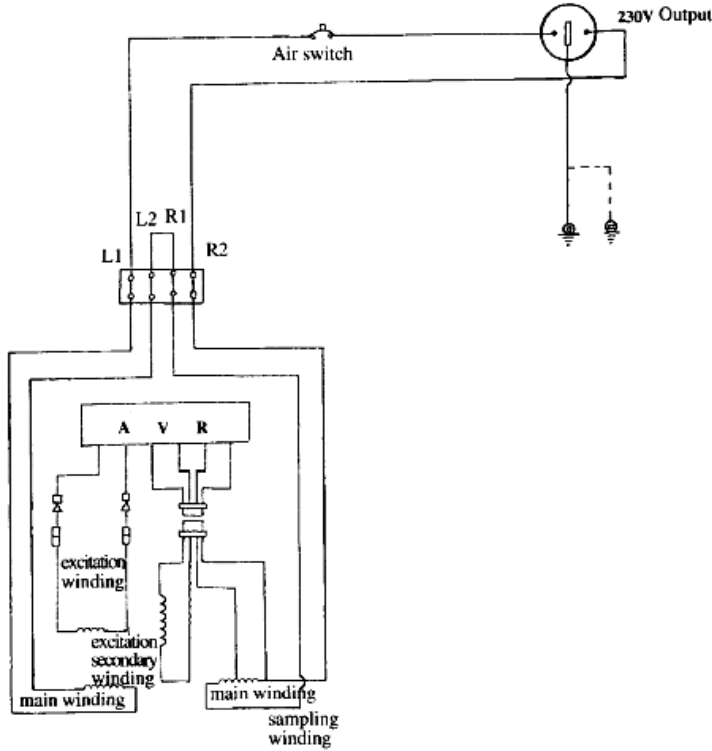 230V Output
Air switch
L2 R1
L1
R2
A V R
excitation
winding
excitation
secondary
winding
main winding
main winding
sampling
winding